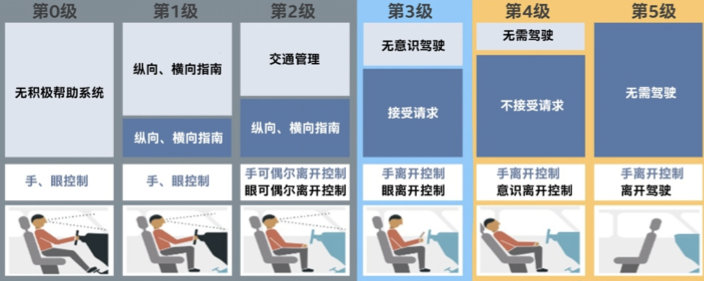 第0级
第1级
第2级
第3级
第4级
第5级
无积极帮助系统
纵向、横向指南
纵向、横向指南
交通管理
纵向、横向指南
无意识驾驶
接受请求
无需驾驶
不接受请求
无需驾驶
手、眼控制
手、眼控制
手可偶尔离开控制
眼可偶尔离开控制
手离开控制
眼离开控制
手离开控制
意识离开控制
手离开控制
离开驾驶